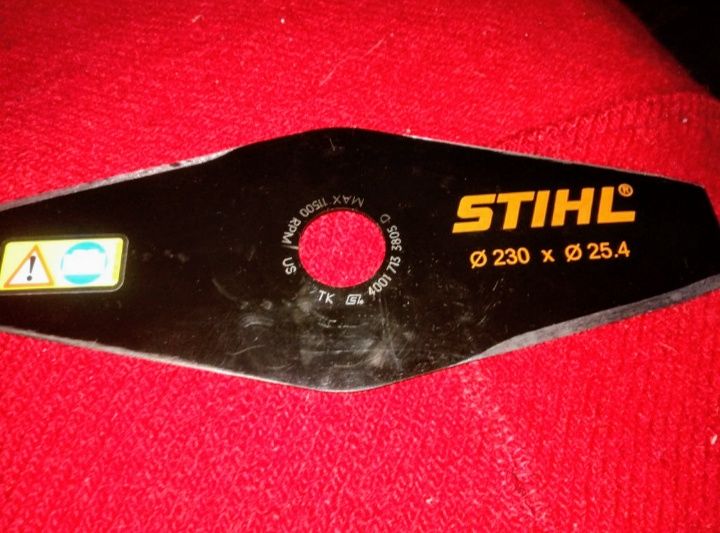 STIHL®
Ø 230 x Ø 25.4
MAX 11500 RPM US
TK
4001 713 3805 D